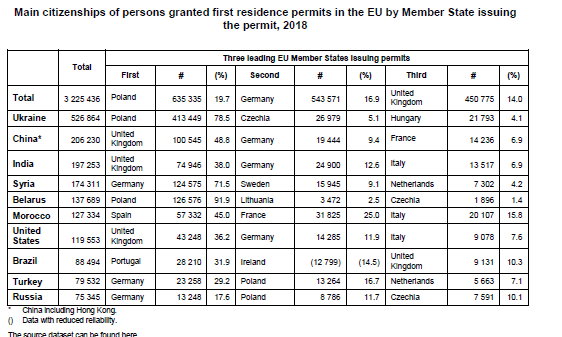 Main citizenships of persons granted first residence permits in the EU by Member State issuing
the permit, 2018
Total Three leading EU Member States issuing permits
First # (%) Second # (%) Third # (%)
Total 3 225 436 Poland 635 335 19.7 Germany 543 571 16.9 United Kingdom 450 775 14.0
Ukraine 526 864 Poland 413 449 78.5 Czechia 26 979 5.1 Hungary 21 793 4.1
China* 206 230 United Kingdom 100 545 48.8 Germany 19 444 9.4 France 14 236 6.9
India 197 253 United Kingdom 74 946 38.0 Germany 24 900 12.6 Italy 13 517 6.9
Syria 174 311 Germany 124 575 71.5 Sweden 15 945 9.1 Netherlands 7 302 4.2
Belarus 137 689 Poland 126 576 91.9 Lithuania 3 472 2.5 Czechia 1 896 1.4
Morocco 127 334 Spain 57 332 45.0 France 31 825 25.0 Italy 20 107 15.8
United States 119 553 United Kingdom 43 248 36.2 Germany 14 285 11.9 Italy 9 078 7.6
Brazil 88 494 Portugal 28 210 31.9 Ireland (12 799) (14.5) United Kingdom 9 131 10.3
Turkey 79 532 Germany 23 258 29.2 Poland 13 264 16.7 Netherlands 5 663 7.1
Russia 75 345 Germany 13 248 17.6 Poland 8 786 11.7 Czechia 7 591 10.1
* China including Hong Kong.
() Data with reduced reliability.
The source dataset can be found here